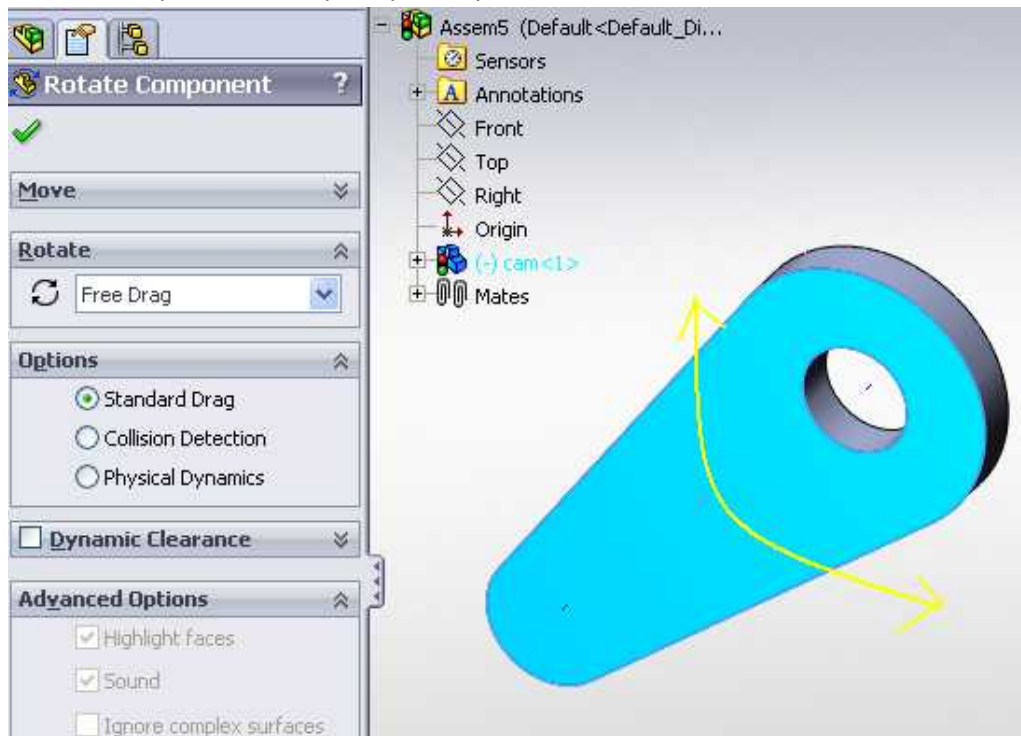 Rotate Component ?
Move
Rotate
Free Drag
Options
Standard Drag
Collision Detection
Physical Dynamics
Dynamic Clearance
Advanced Options
Highlight faces
Sound
Ignore complex surfaces
Assem5 (Default<Default_Di...
Sensors
A Annotations
Front
Top
Right
Origin
(-) cam<1>
Mates